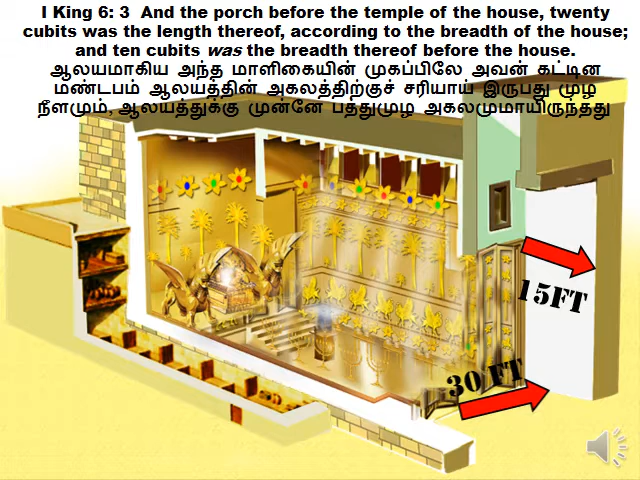 I King 6: 3  And the porch before the temple of the house, twenty
cubits was the length thereof, according to the breadth of the house;
and ten cubits was the breadth thereof before the house.
ஆலயமாகிய அந்த மாளிகையின் முகப்பிலே அவன் கட்டின
மண்டபம் ஆலயத்தின் அகலத்திற்குச் சரியாய் இருபது முழ
நீளமும், ஆலயத்துக்கு முன்னே பத்துமுழ அகலமுமாயிருந்தது
15FT
30 FT